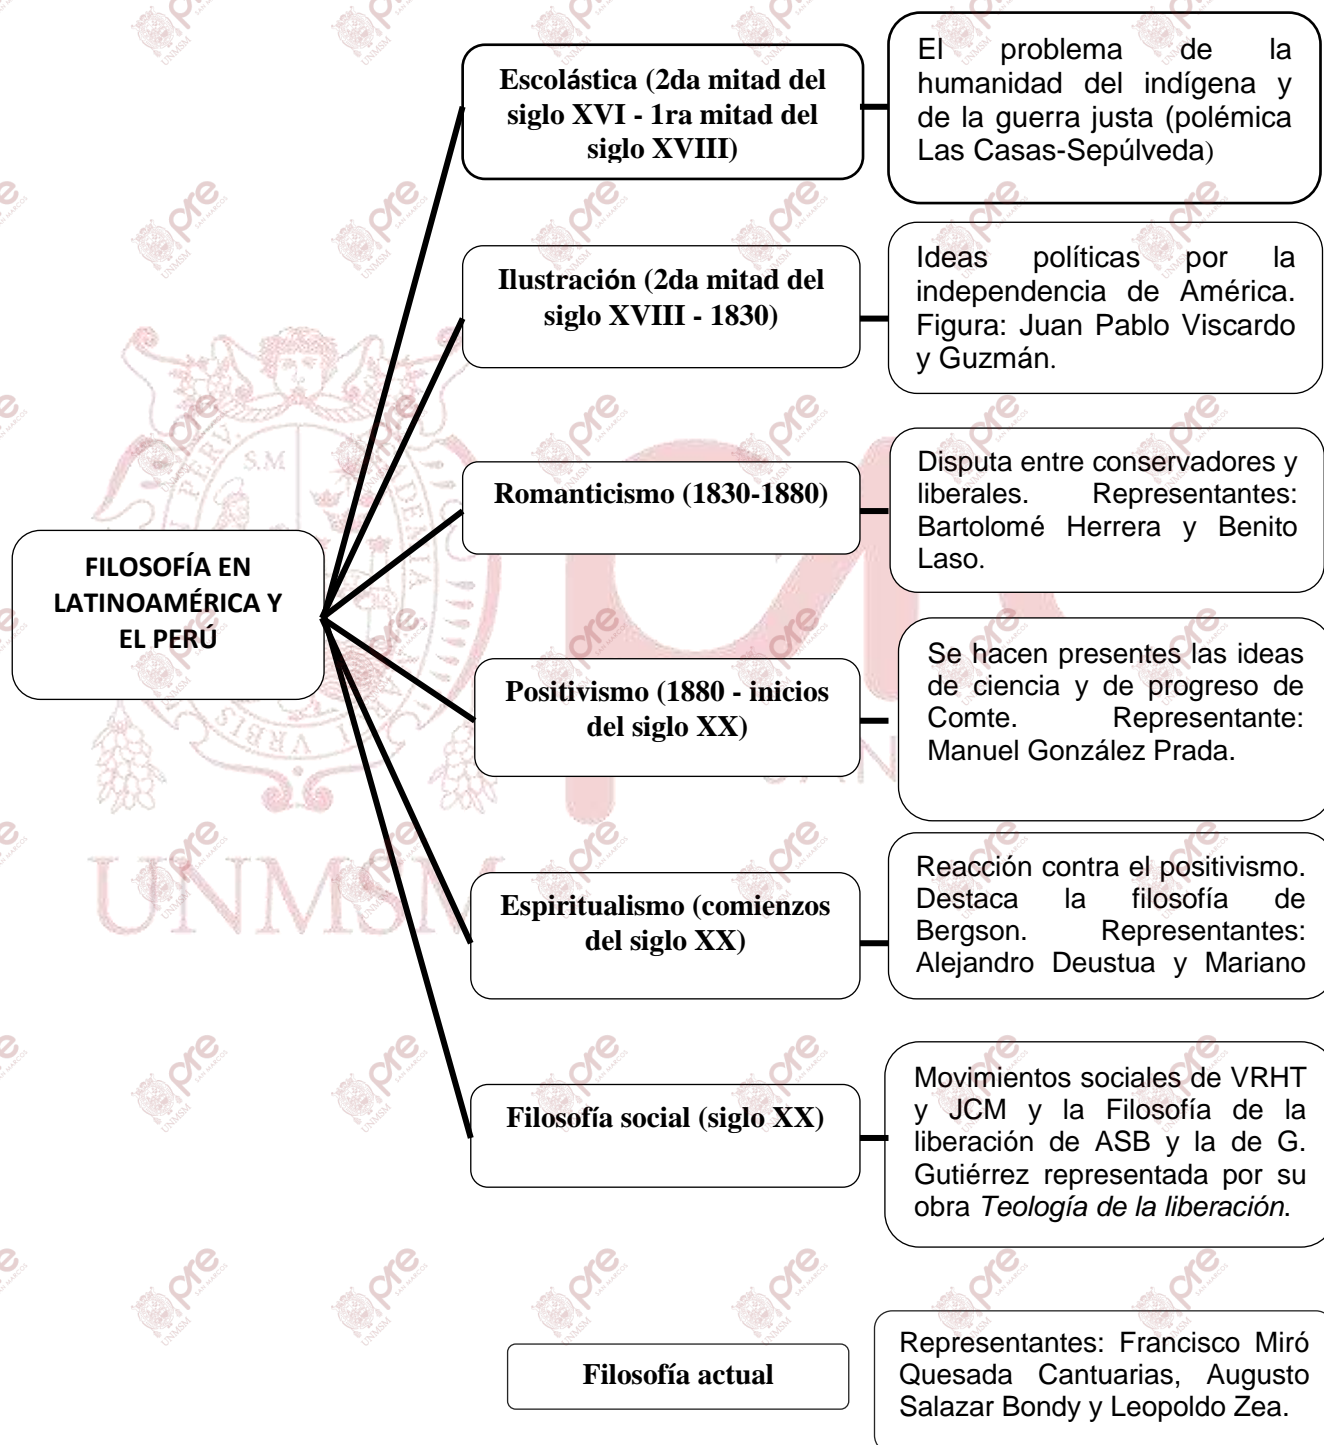 FILOSOFÍA EN
LATINOAMÉRICA Y
EL PERÚ
Escolástica (2da mitad del
siglo XVI - 1ra mitad del
siglo XVIII)
El problema de la
humanidad del indígena y
de la guerra justa (polémica
Las Casas-Sepúlveda)
Ilustración (2da mitad del
siglo XVIII - 1830)
Ideas políticas por la
independencia de América.
Figura: Juan Pablo Viscardo
y Guzmán.
Romanticismo (1830-1880)
Disputa entre conservadores y
liberales. Representantes:
Bartolomé Herrera y Benito
Laso.
Positivismo (1880 - inicios
del siglo XX)
Se hacen presentes las ideas
de ciencia y de progreso de
Comte. Representante:
Manuel González Prada.
Espiritualismo (comienzos
del siglo XX)
Reacción contra el positivismo.
Destaca la filosofía de
Bergson. Representantes:
Alejandro Deustua y Mariano
Filosofía social (siglo XX)
Movimientos sociales de VRHT
y JCM y la Filosofía de la
liberación de ASB y la de G.
Gutiérrez representada por su
obra Teología de la liberación.
Filosofía actual
Representantes: Francisco Miró
Quesada Cantuarias, Augusto
Salazar Bondy y Leopoldo Zea.
UNMSM